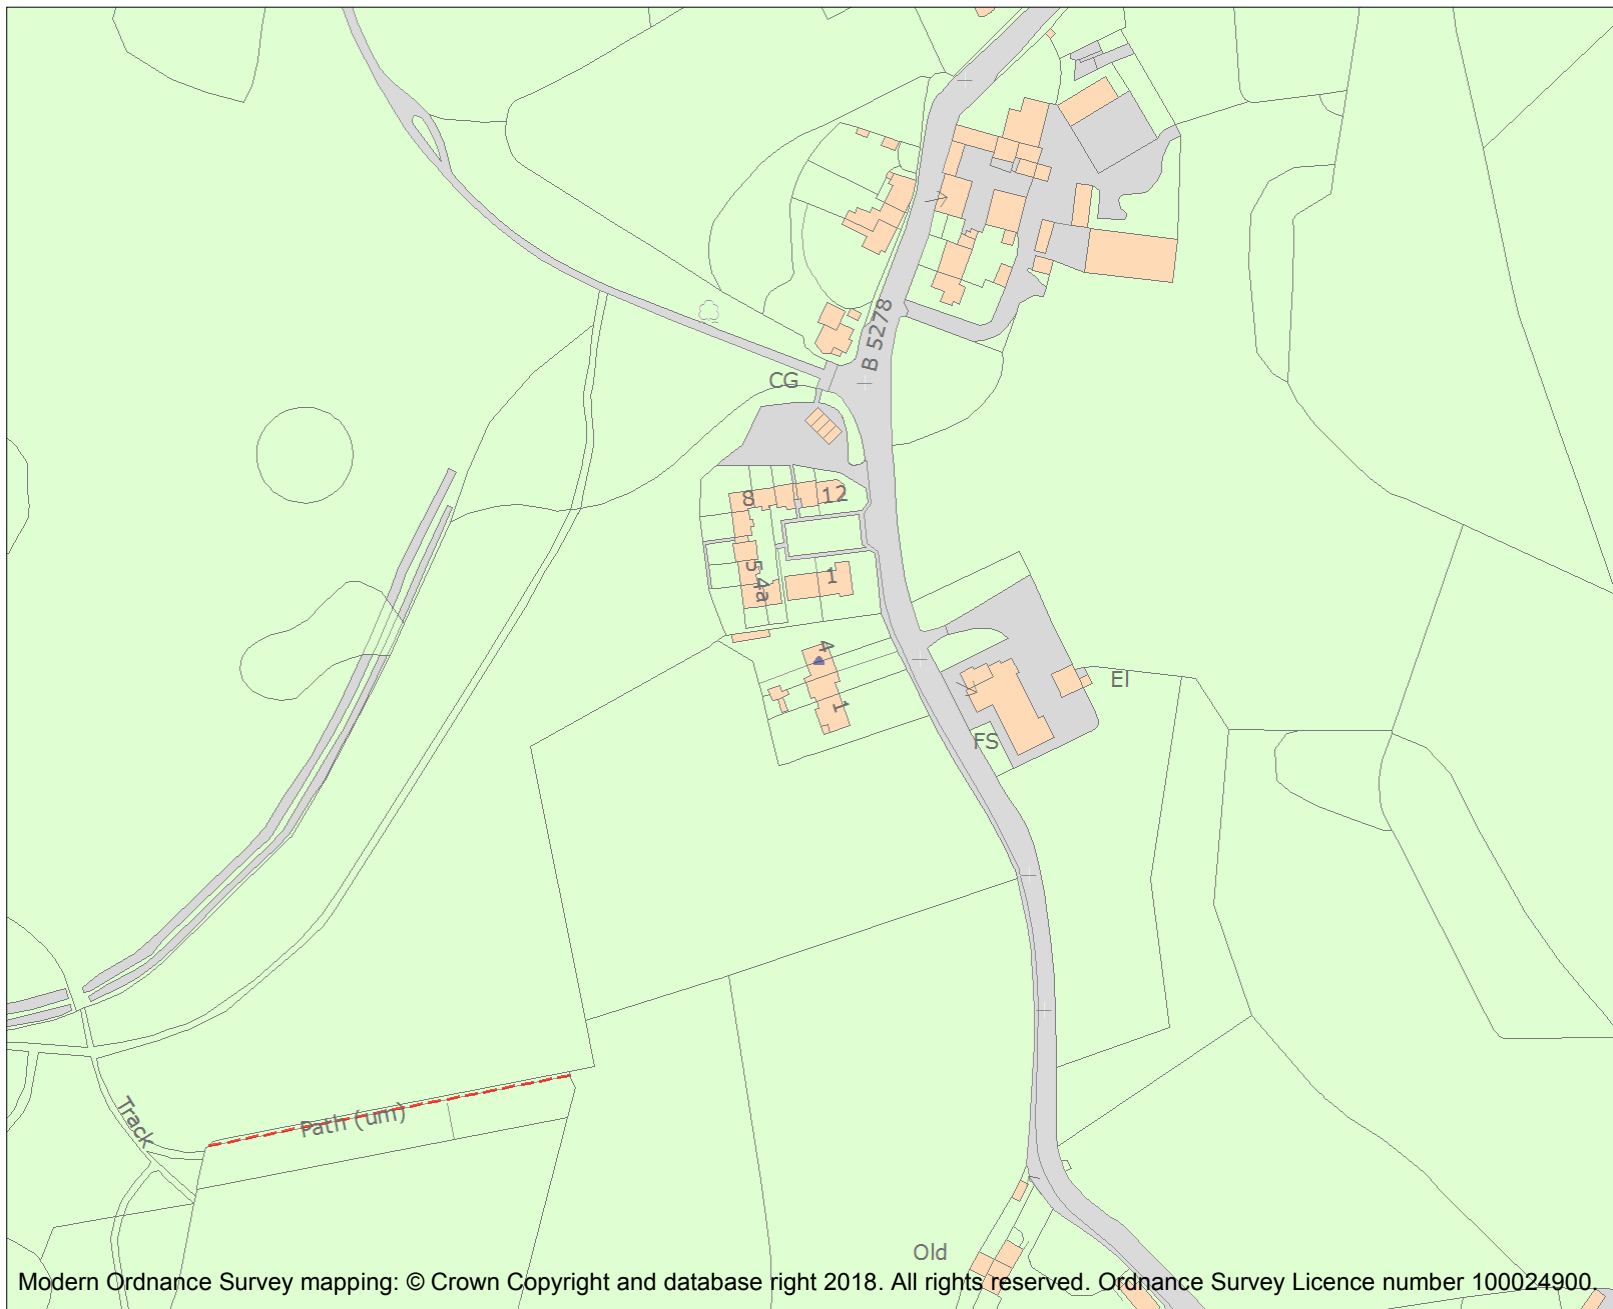 B 5278
CG
8
12
5
4a
1
4
1
El
FS
Track
Path (um)
Old
Modern Ordnance Survey mapping: © Crown Copyright and database right 2018. All rights reserved. Ordnance Survey Licence number 100024900.